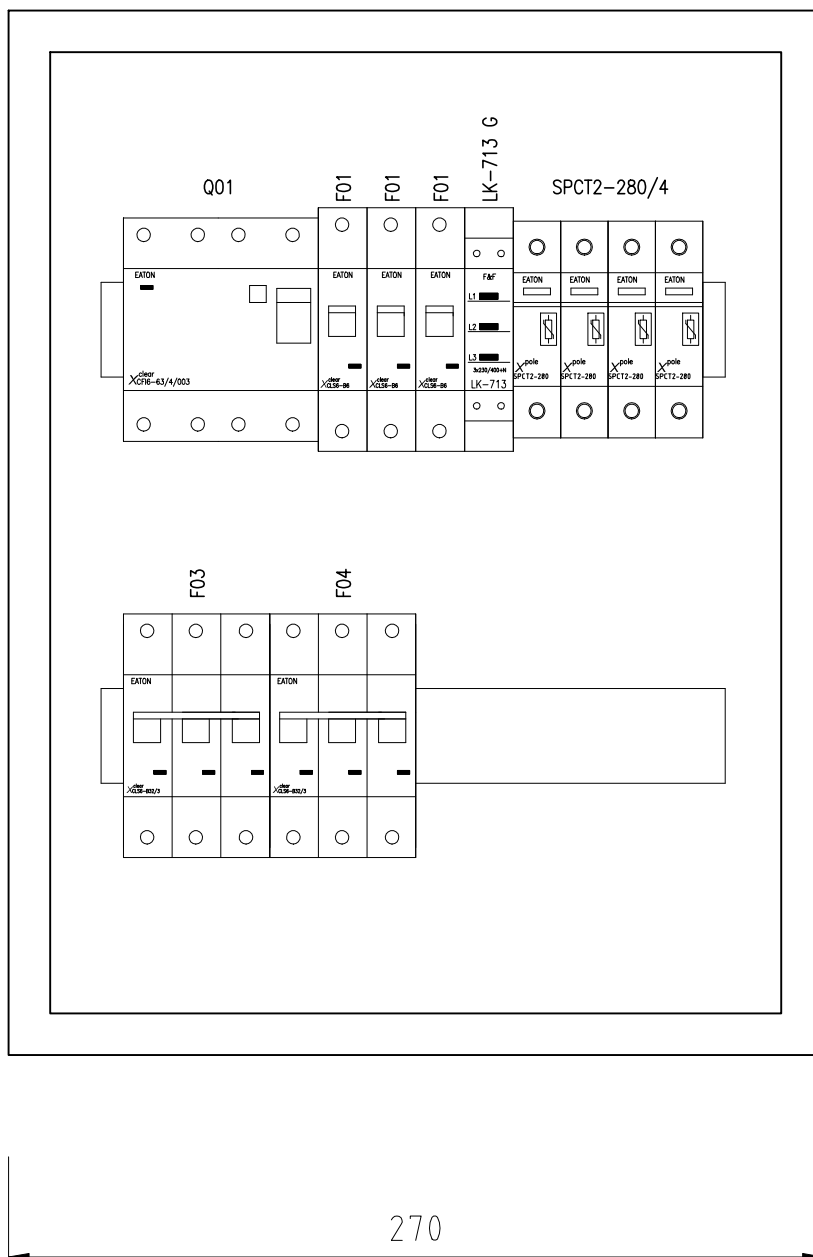 Q01
F01
F01
F01
LK-713 G
SPCT2-280/4
EATON
Xclear
CFI6-63/4/003
EATON
Xclear
CLS6-B6
EATON
Xclear
CLS6-B6
EATON
Xclear
CLS6-B6
F&F
L1
L2
L3
3x230/400+N
LK-713
EATON
Xpole
SPCT2-280
EATON
Xpole
SPCT2-280
EATON
Xpole
SPCT2-280
EATON
Xpole
SPCT2-280
F03
F04
EATON
Xclear
CLS6-B32/3
EATON
Xclear
CLS6-B32/3
270